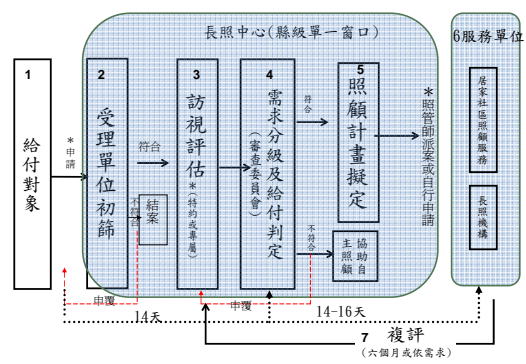 長照中心(縣級單一窗口)
6服務單位
1
給付對象
*申請
2
受理單位初篩
符合
不符合
結案
3
訪視評估
*(特約或專屬)
4
需求分級及給付判定
(審查委員會)
符合
不符合
5
照顧計畫擬定
協助自
主照顧
*照管師派案或自行申請
居家社區照顧服務
長照機構
申覆
申覆
14天
14-16天
7 複評
(六個月或依需求)